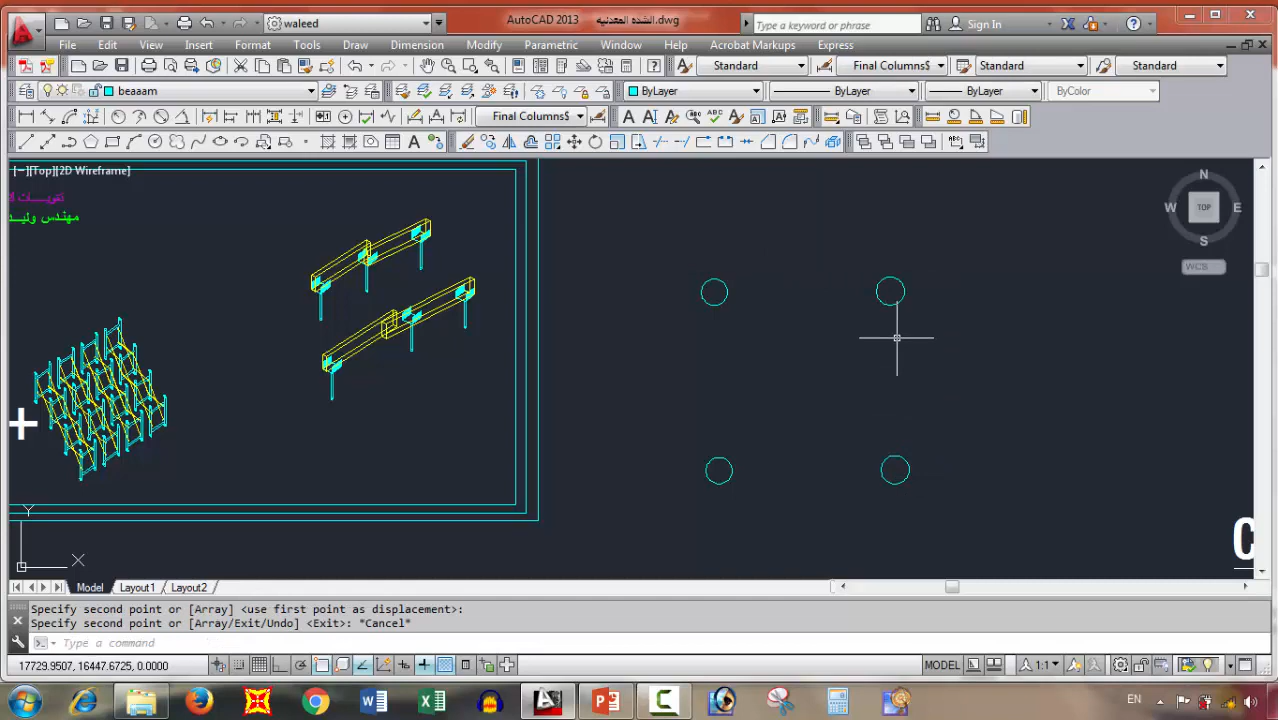 waleed
AutoCAD 2013
الشده المعدنيه.dwg
Type a keyword or phrase
Sign In
File Edit View Insert Format Tools Draw Dimension Modify Parametric Window Help Acrobat Markups Express
Standard Final Columns$ Standard Standard
beaaam ByLayer ByLayer ByLayer ByColor
Final Columns$
[−][Top][2D Wireframe]
مهندس وليد
N
W TOP E
S
WCS
Y
X
C
Model Layout1 Layout2
Specify second point or [Array] <use first point as displacement>:
Specify second point or [Array/Exit/Undo] <Exit>: *Cancel*
Type a command
17729.9507, 16447.6725, 0.0000
MODEL
1:1
EN